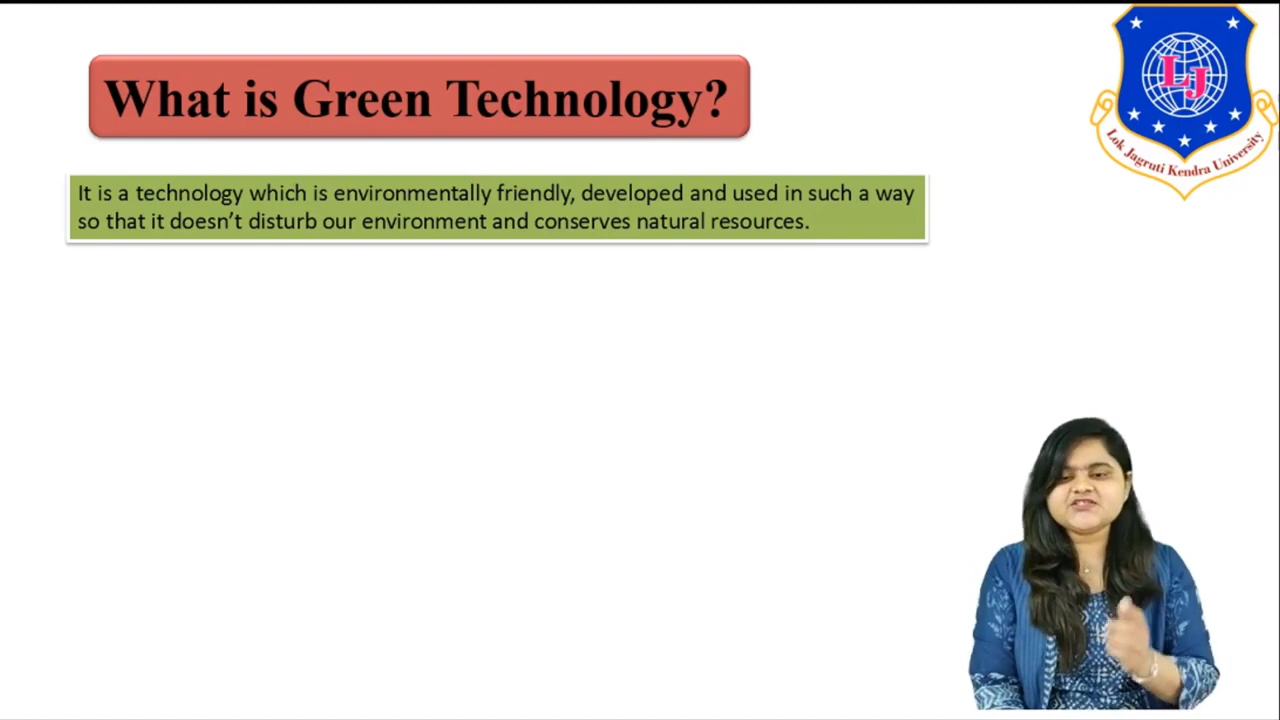 What is Green Technology?
It is a technology which is environmentally friendly, developed and used in such a way
so that it doesn’t disturb our environment and conserves natural resources.
LJ
Lok Jagruti Kendra University